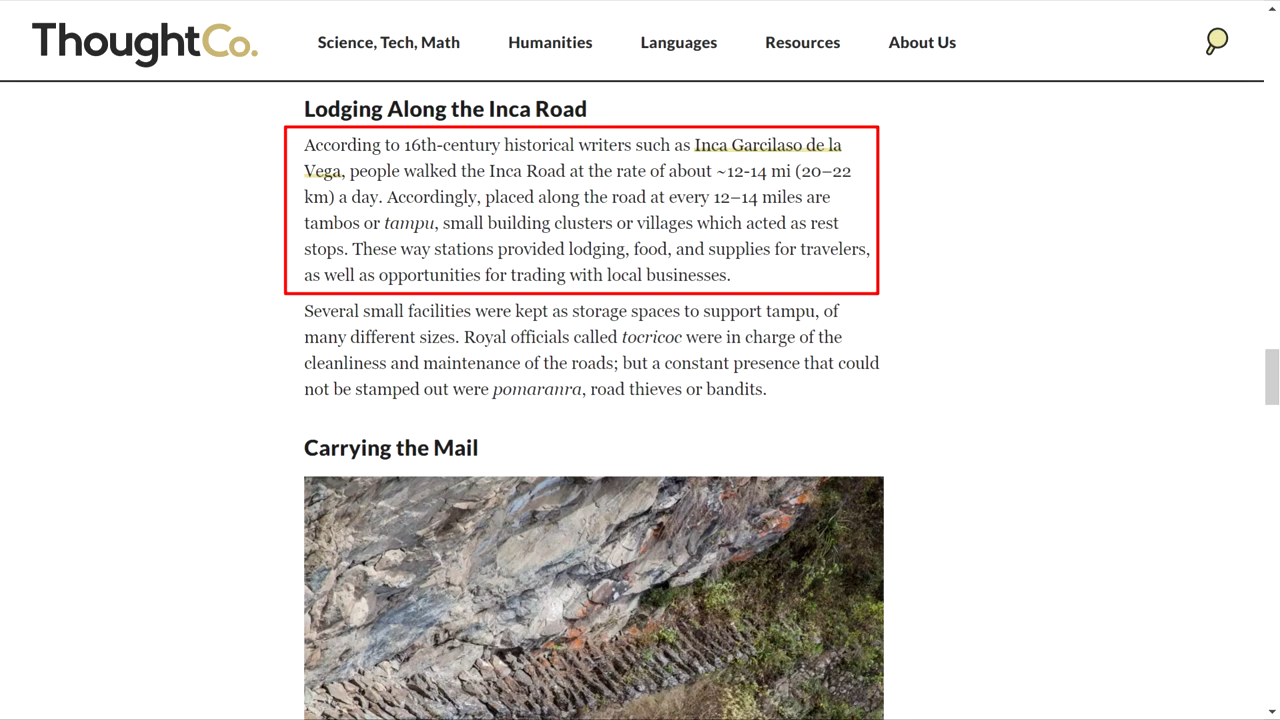 ThoughtCo.
Science, Tech, Math
Humanities
Languages
Resources
About Us
Lodging Along the Inca Road
According to 16th-century historical writers such as Inca Garcilaso de la
Vega, people walked the Inca Road at the rate of about ~12-14 mi (20–22
km) a day. Accordingly, placed along the road at every 12–14 miles are
tambos or tampu, small building clusters or villages which acted as rest
stops. These way stations provided lodging, food, and supplies for travelers,
as well as opportunities for trading with local businesses.
Several small facilities were kept as storage spaces to support tampu, of
many different sizes. Royal officials called tocricoc were in charge of the
cleanliness and maintenance of the roads; but a constant presence that could
not be stamped out were pomaranra, road thieves or bandits.
Carrying the Mail